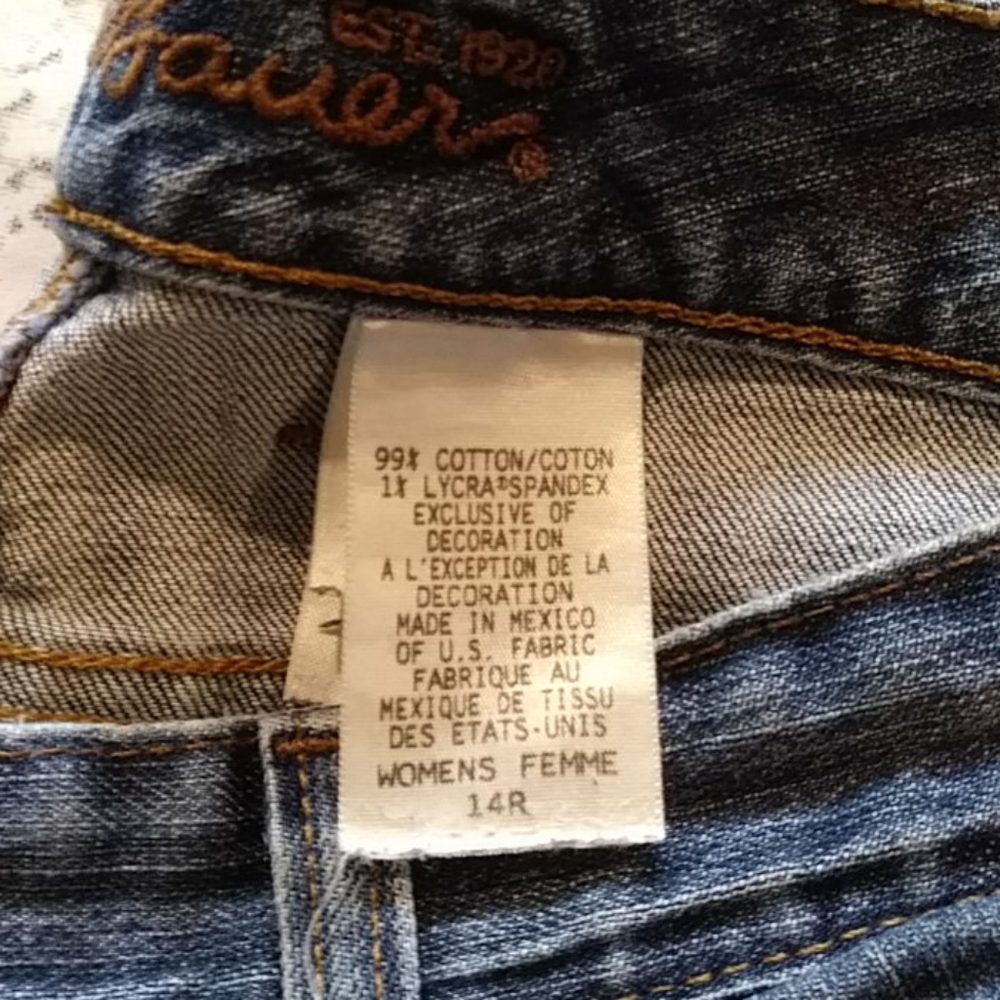 EST. 1920
Bauer®
99% COTTON/COTON
1% LYCRA®SPANDEX
EXCLUSIVE OF
DECORATION
A L'EXCEPTION DE LA
DECORATION
MADE IN MEXICO
OF U.S. FABRIC
FABRIQUE AU
MEXIQUE DE TISSU
DES ETATS-UNIS
WOMENS FEMME
14R